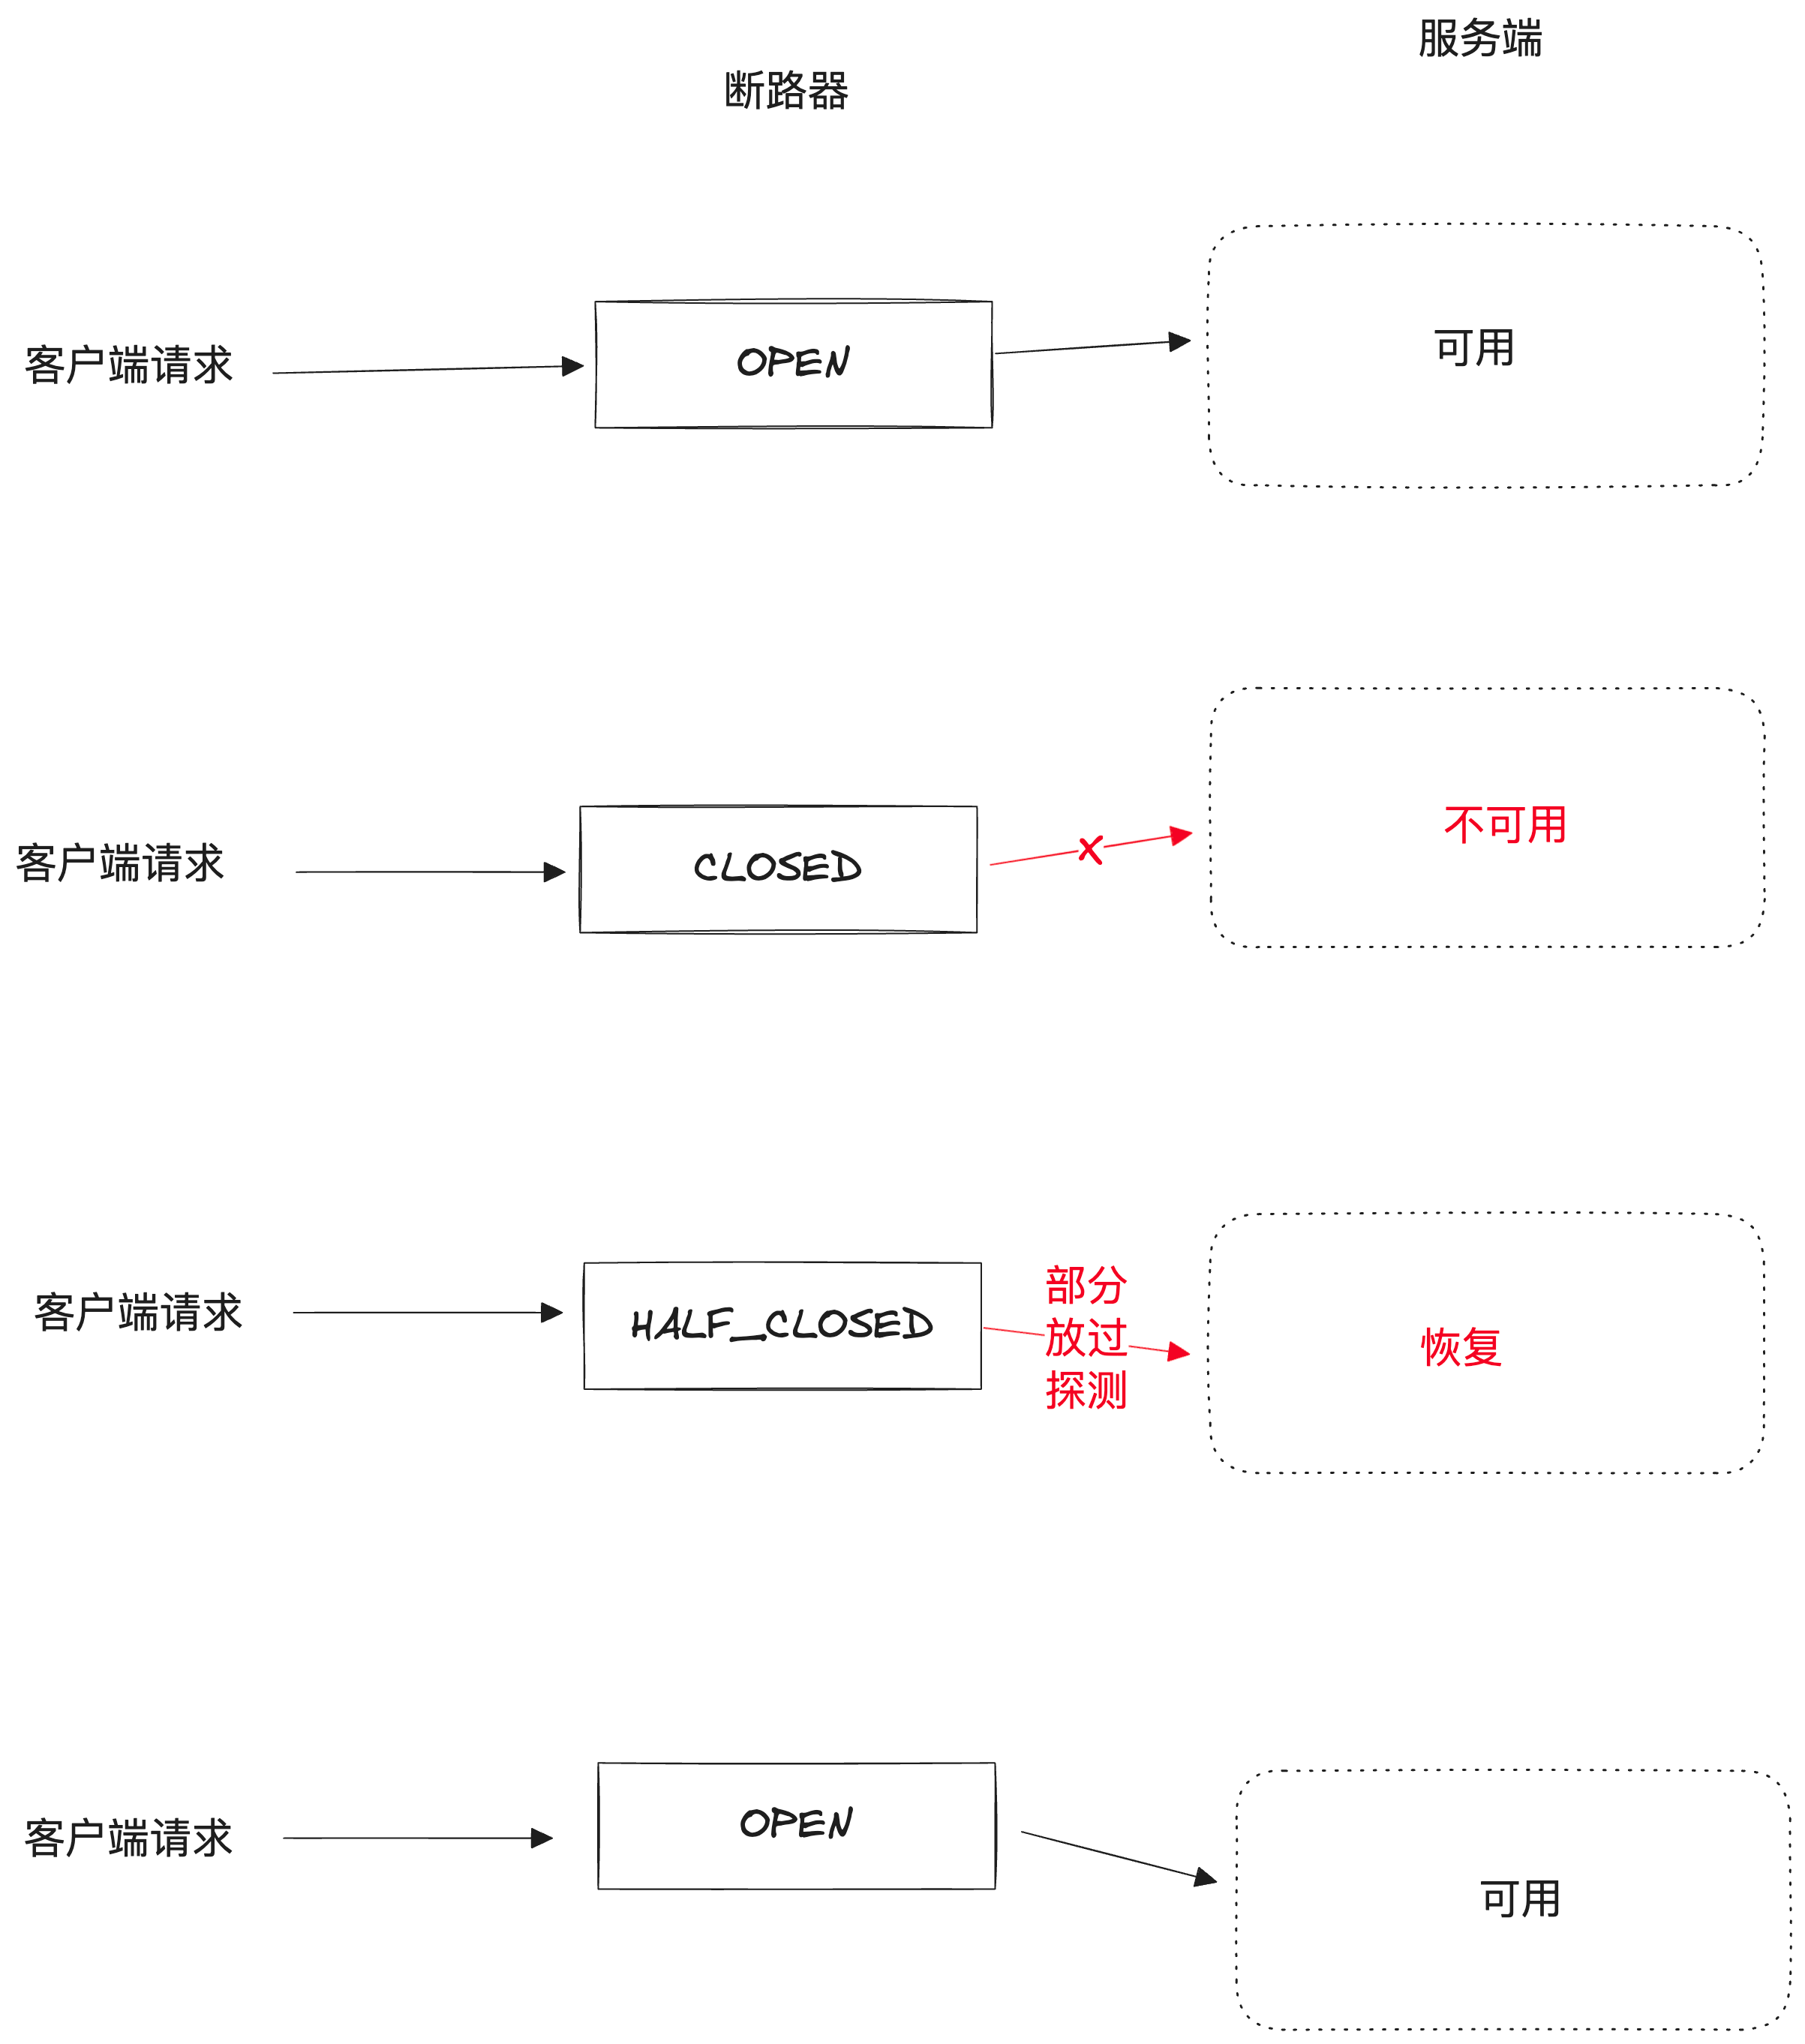 服务端
断路器
客户端请求
OPEN
可用
客户端请求
CLOSED
X
不可用
客户端请求
HALF_CLOSED
部分
放过
探测
恢复
客户端请求
OPEN
可用